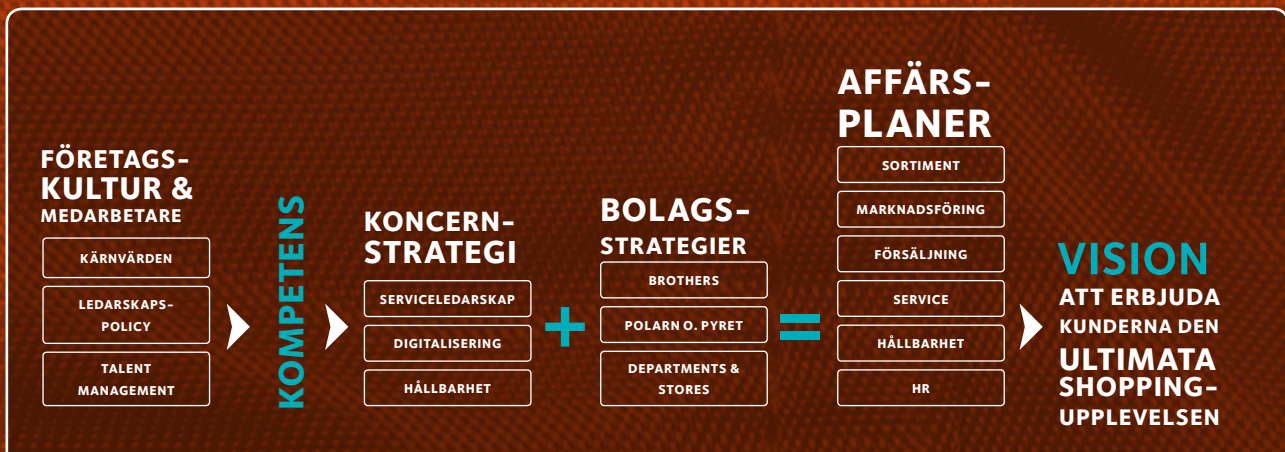 FÖRETAGS-
KULTUR &
MEDARBETARE
KÄRNVÄRDEN
LEDARSKAPS-
POLICY
TALENT
MANAGEMENT
KOMPETENS
KONCERN-
STRATEGI
SERVICELEDARSKAP
DIGITALISERING
HÅLLBARHET
+
BOLAGS-
STRATEGIER
BROTHERS
POLARN O. PYRET
DEPARTMENTS &
STORES
=
AFFÄRS-
PLANER
SORTIMENT
MARKNADSFÖRING
FÖRSÄLJNING
SERVICE
HÅLLBARHET
HR
VISION
ATT ERBJUDA
KUNDERNA DEN
ULTIMATA
SHOPPING-
UPPLEVELSEN